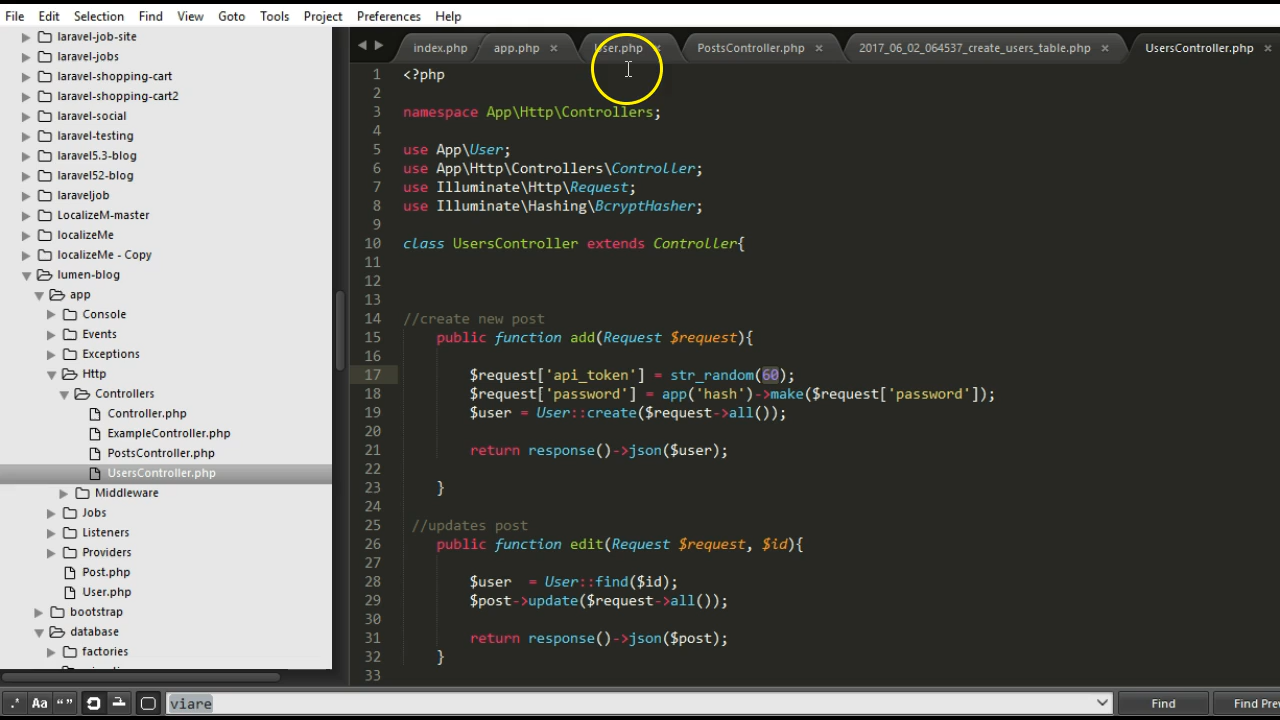 File Edit Selection Find View Goto Tools Project Preferences Help
laravel-job-site
laravel-jobs
laravel-shopping-cart
laravel-shopping-cart2
laravel-social
laravel-testing
laravel5.3-blog
laravel52-blog
laraveljob
LocalizeM-master
localizeMe
localizeMe - Copy
lumen-blog
app
Console
Events
Exceptions
Http
Controllers
Controller.php
ExampleController.php
PostsController.php
UsersController.php
Middleware
Jobs
Listeners
Providers
Post.php
User.php
bootstrap
database
factories
index.php app.php User.php PostsController.php 2017_06_02_064537_create_users_table.php UsersController.php
1 <?php
2
3 namespace App\Http\Controllers;
4
5 use App\User;
6 use App\Http\Controllers\Controller;
7 use Illuminate\Http\Request;
8 use Illuminate\Hashing\BcryptHasher;
9
10 class UsersController extends Controller{
11
12
13
14 //create new post
15 public function add(Request $request){
16
17 $request['api_token'] = str_random(60);
18 $request['password'] = app('hash')->make($request['password']);
19 $user = User::create($request->all());
20
21 return response()->json($user);
22
23 }
24
25 //updates post
26 public function edit(Request $request, $id){
27
28 $user = User::find($id);
29 $post->update($request->all());
30
31 return response()->json($post);
32 }
33
.* Aa “ ” viare Find Find Pre